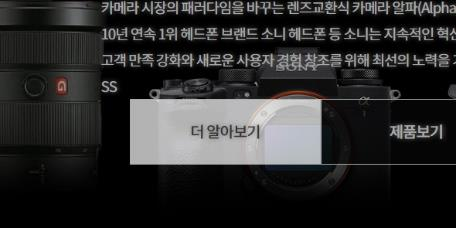 카메라 시장의 패러다임을 바꾸는 렌즈교환식 카메라 알파(Alpha
10년 연속 1위 헤드폰 브랜드 소니 헤드폰 등 소니는 지속적인 혁신
고객 만족 강화와 새로운 사용자 경험 창조를 위해 최선의 노력을
SONY
SS
G
α
더 알아보기
제품보기